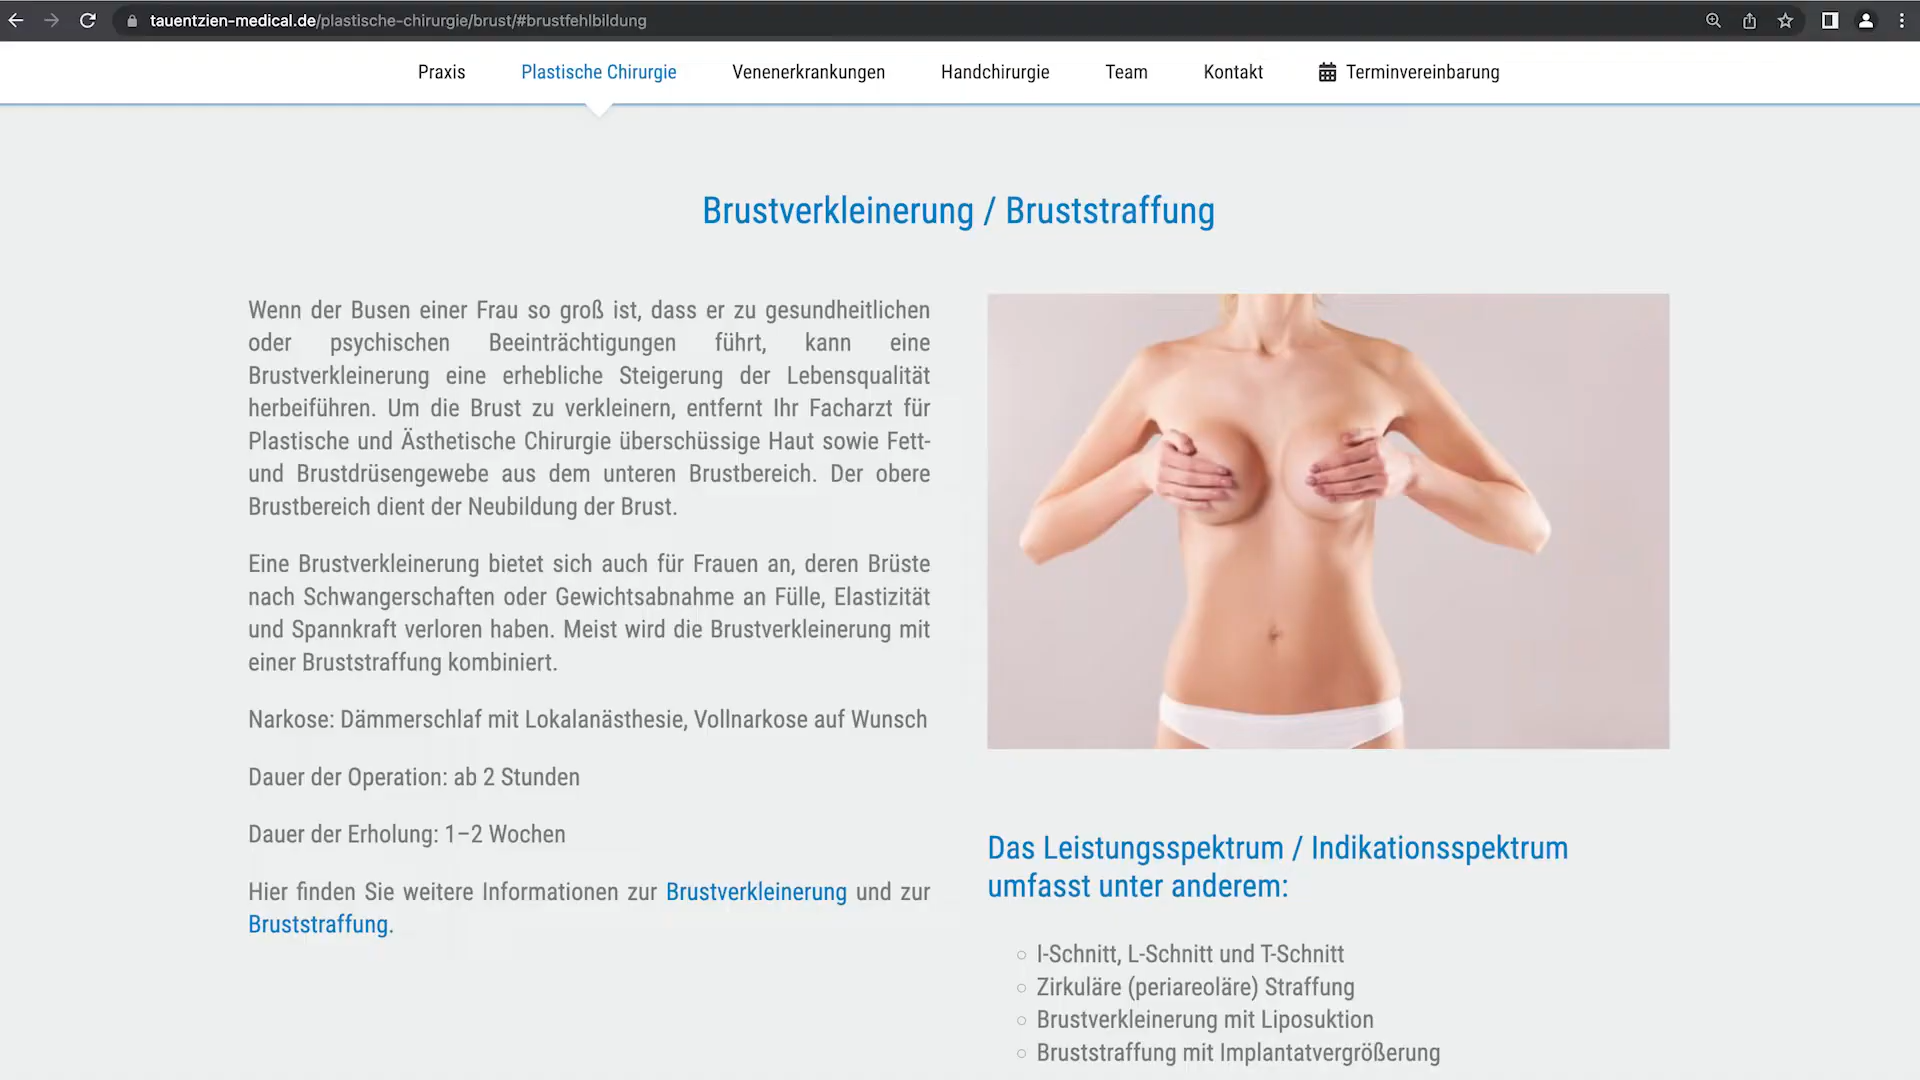 tauentzien-medical.de/plastische-chirurgie/brust/#brustfehlbildung
Praxis Plastische Chirurgie Venenerkrankungen Handchirurgie Team Kontakt Terminvereinbarung
Brustverkleinerung / Bruststraffung
Wenn der Busen einer Frau so groß ist, dass er zu gesundheitlichen
oder psychischen Beeinträchtigungen führt, kann eine
Brustverkleinerung eine erhebliche Steigerung der Lebensqualität
herbeiführen. Um die Brust zu verkleinern, entfernt Ihr Facharzt für
Plastische und Ästhetische Chirurgie überschüssige Haut sowie Fett-
und Brustdrüsengewebe aus dem unteren Brustbereich. Der obere
Brustbereich dient der Neubildung der Brust.
Eine Brustverkleinerung bietet sich auch für Frauen an, deren Brüste
nach Schwangerschaften oder Gewichtsabnahme an Fülle, Elastizität
und Spannkraft verloren haben. Meist wird die Brustverkleinerung mit
einer Bruststraffung kombiniert.
Narkose: Dämmerschlaf mit Lokalanästhesie, Vollnarkose auf Wunsch
Dauer der Operation: ab 2 Stunden
Dauer der Erholung: 1–2 Wochen
Hier finden Sie weitere Informationen zur Brustverkleinerung und zur
Bruststraffung.
Das Leistungsspektrum / Indikationsspektrum
umfasst unter anderem:
I-Schnitt, L-Schnitt und T-Schnitt
Zirkuläre (periareoläre) Straffung
Brustverkleinerung mit Liposuktion
Bruststraffung mit Implantatvergrößerung